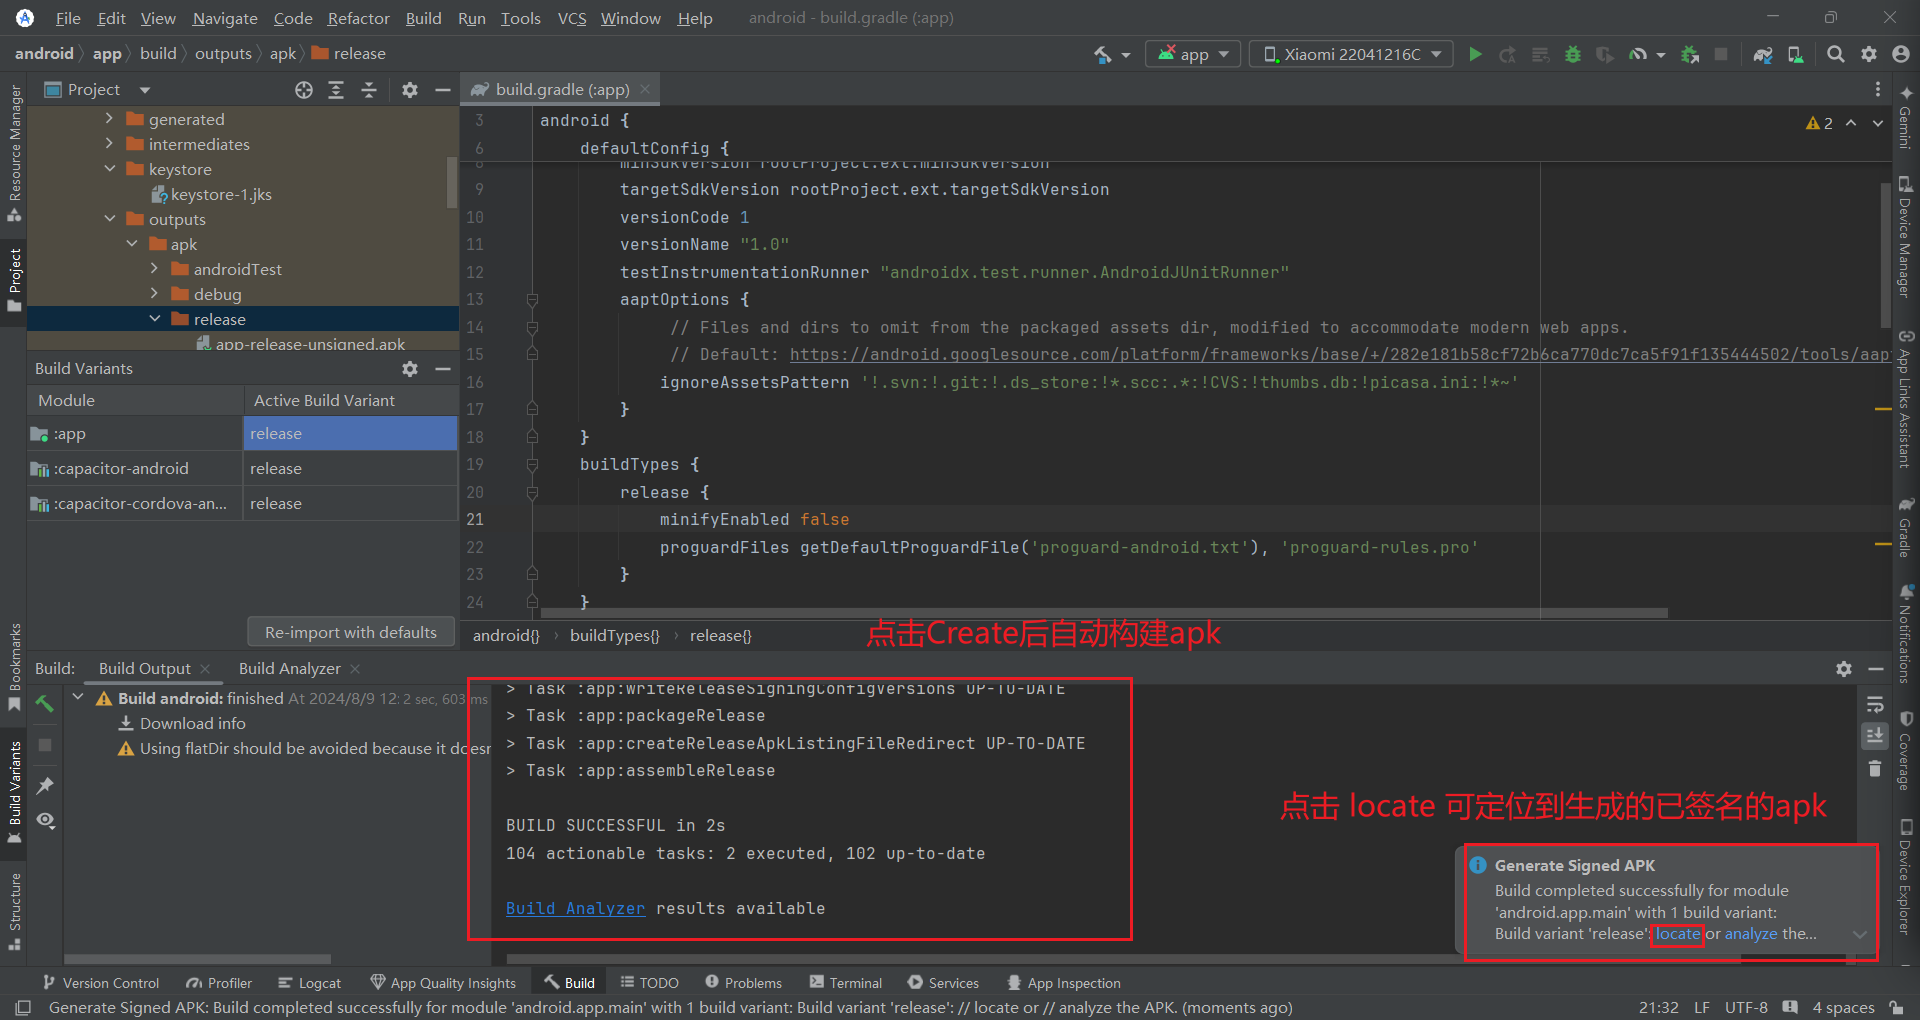 File Edit View Navigate Code Refactor Build Run Tools VCS Window Help android - build.gradle (:app)
android app build outputs apk release app Xiaomi 22041216C
Project
build.gradle (:app)
generated
intermediates
keystore
keystore-1.jks
outputs
apk
androidTest
debug
release
app-release-unsigned.apk
Build Variants
Module Active Build Variant
:app release
:capacitor-android release
:capacitor-cordova-an... release
Re-import with defaults
2
3 android {
6 defaultConfig {
8 minSdkVersion rootProject.ext.minSdkVersion
9 targetSdkVersion rootProject.ext.targetSdkVersion
10 versionCode 1
11 versionName "1.0"
12 testInstrumentationRunner "androidx.test.runner.AndroidJUnitRunner"
13 aaptOptions {
14 // Files and dirs to omit from the packaged assets dir, modified to accommodate modern web apps.
15 // Default: https://android.googlesource.com/platform/frameworks/base/+/282e181b58cf72b6ca770dc7ca5f91f135444502/tools/aap
16 ignoreAssetsPattern '!.svn:!.git:!.ds_store:!*.scc:.*:!CVS:!thumbs.db:!picasa.ini:!*~'
17 }
18 }
19 buildTypes {
20 release {
21 minifyEnabled false
22 proguardFiles getDefaultProguardFile('proguard-android.txt'), 'proguard-rules.pro'
23 }
24 }
android{} buildTypes{} release{}
点击Create后自动构建apk
Build: Build Output Build Analyzer
Build android: finished At 2024/8/9 12: 2 sec, 603 ms
Download info
Using flatDir should be avoided because it doesn
> Task :app:writeReleaseSigningConfigVersions UP-TO-DATE
> Task :app:packageRelease
> Task :app:createReleaseApkListingFileRedirect UP-TO-DATE
> Task :app:assembleRelease
BUILD SUCCESSFUL in 2s
104 actionable tasks: 2 executed, 102 up-to-date
Build Analyzer results available
点击 locate 可定位到生成的已签名的apk
Generate Signed APK
Build completed successfully for module
'android.app.main' with 1 build variant:
Build variant 'release': locate or analyze the...
Resource Manager
Project
Bookmarks
Build Variants
Structure
Gemini
Device Manager
App Links Assistant
Gradle
Notifications
Coverage
Device Explorer
Version Control Profiler Logcat App Quality Insights Build TODO Problems Terminal Services App Inspection
Generate Signed APK: Build completed successfully for module 'android.app.main' with 1 build variant: Build variant 'release': // locate or // analyze the APK. (moments ago) 21:32 LF UTF-8 4 spaces